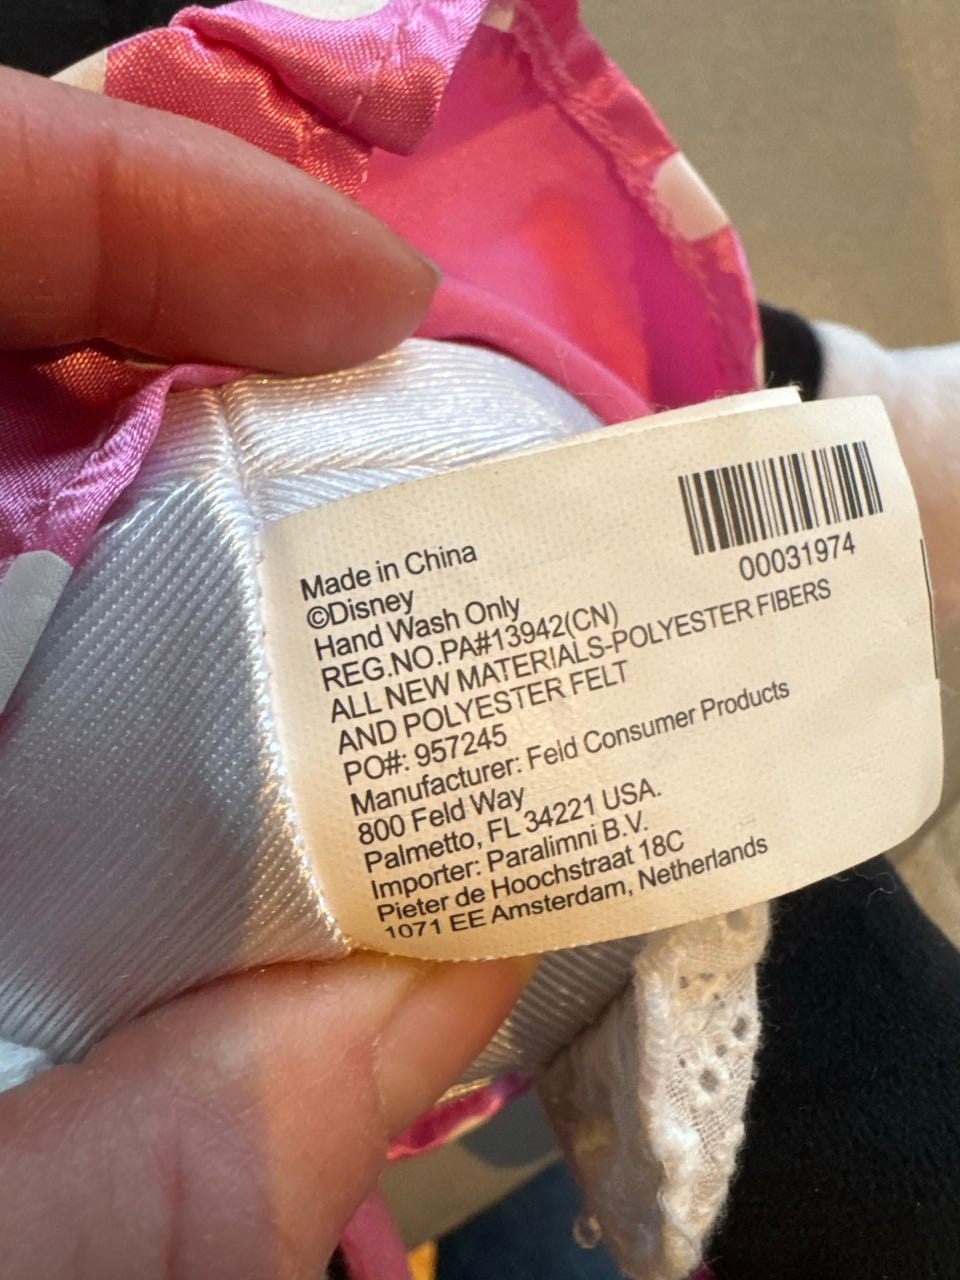 00031974
Made in China
©Disney
Hand Wash Only
REG.NO.PA#13942(CN)
ALL NEW MATERIALS-POLYESTER FIBERS
AND POLYESTER FELT
PO#: 957245
Manufacturer: Feld Consumer Products
800 Feld Way
Palmetto, FL 34221 USA.
Importer: Paralimni B.V.
Pieter de Hoochstraat 18C
1071 EE Amsterdam, Netherlands